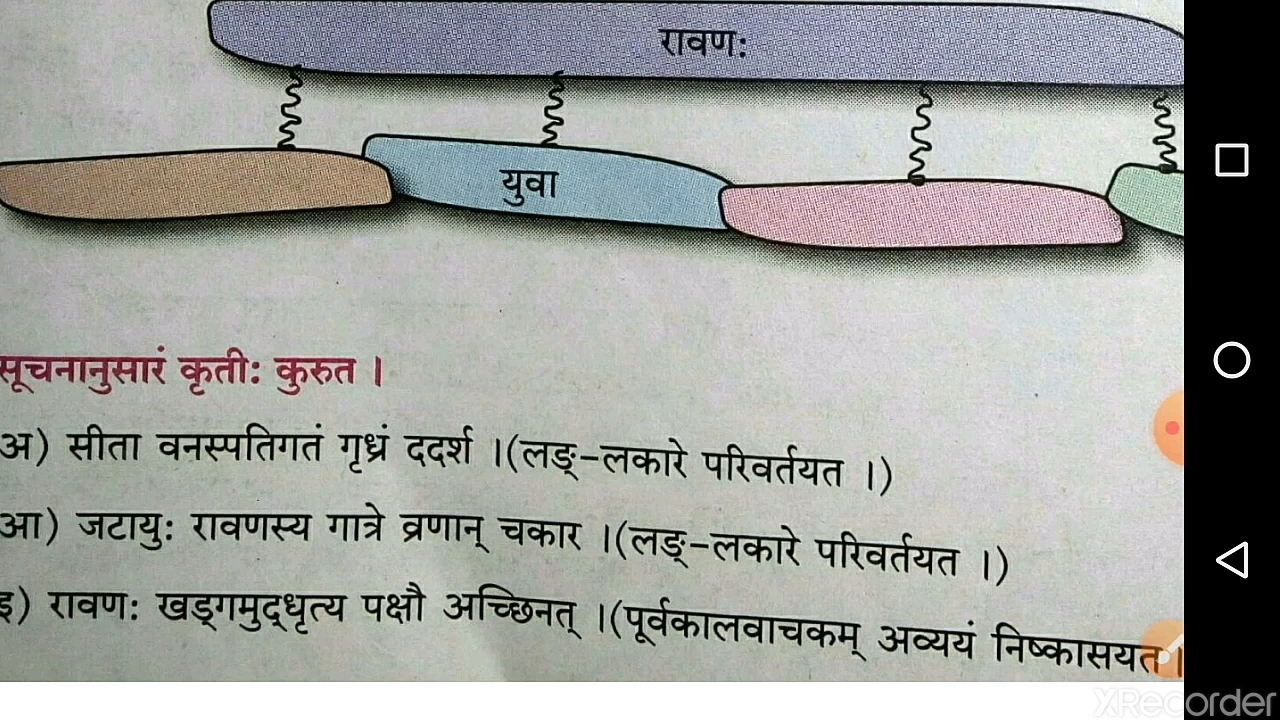 रावणः
युवा
सूचनानुसारं कृतीः कुरुत ।
अ) सीता वनस्पतिगतं गृध्रं ददर्श ।(लङ्-लकारे परिवर्तयत ।)
आ) जटायुः रावणस्य गात्रे व्रणान् चकार ।(लङ्-लकारे परिवर्तयत ।)
इ) रावणः खड्गमुद्धृत्य पक्षौ अच्छिनत् ।(पूर्वकालवाचकम् अव्ययं निष्कासयत ।
XRecorder